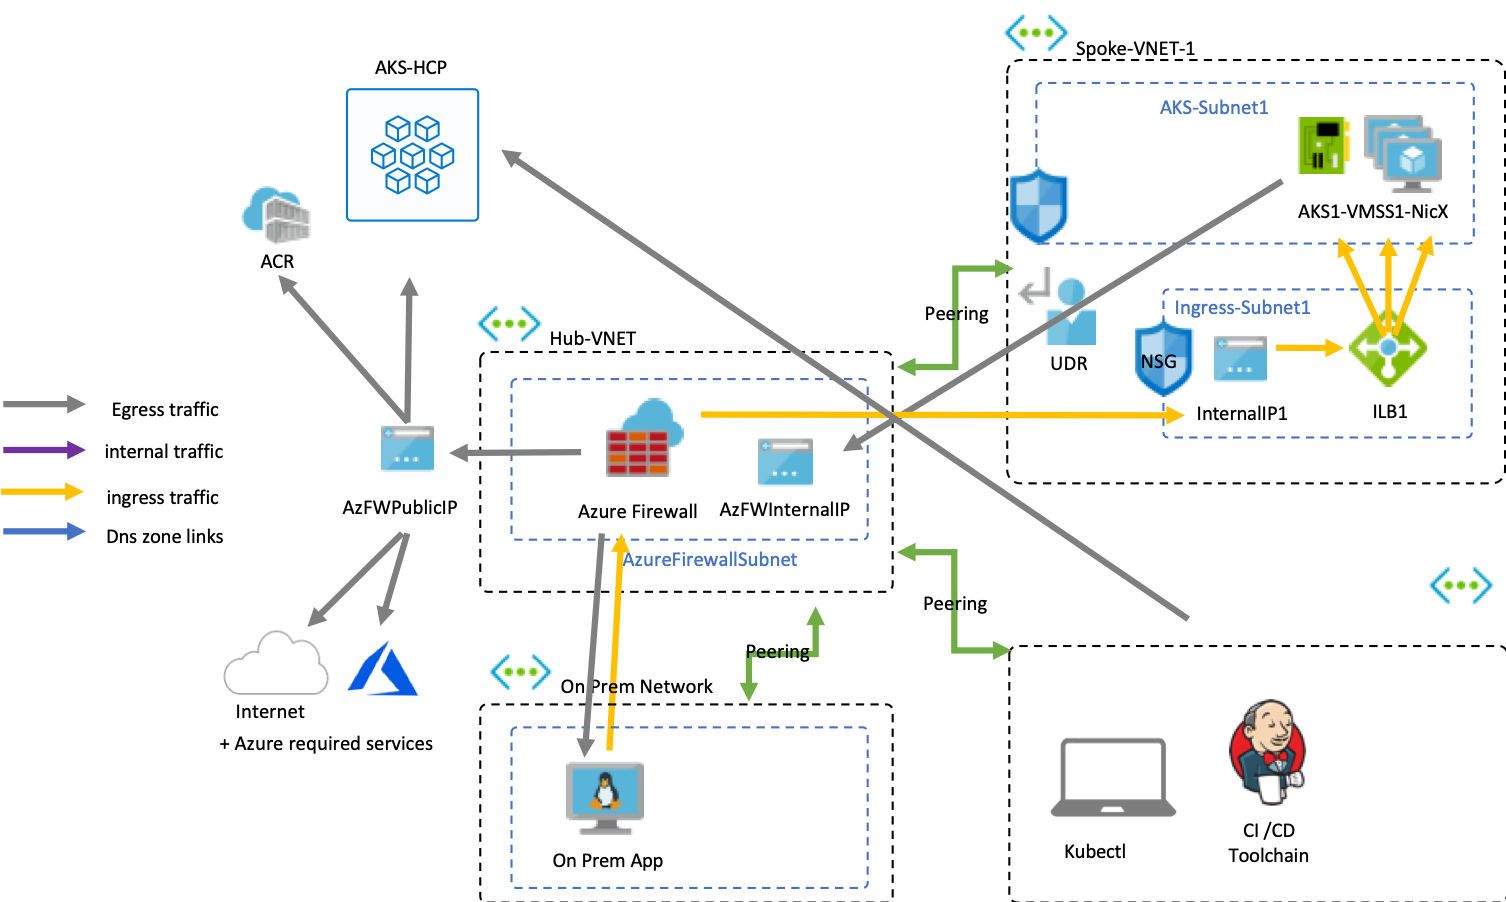 Spoke-VNET-1
AKS-HCP
AKS-Subnet1
AKS1-VMSS1-NicX
ACR
Peering
Ingress-Subnet1
Hub-VNET
UDR
NSG
Egress traffic
InternalIP1
ILB1
internal traffic
ingress traffic
AzFWPublicIP
Azure Firewall
AzFWInternalIP
Dns zone links
AzureFirewallSubnet
Peering
Peering
On Prem Network
Internet
+ Azure required services
On Prem App
Kubectl
CI /CD
Toolchain